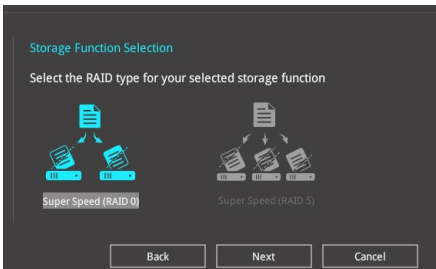 Storage Function Selection
Select the RAID type for your selected storage function
Super Speed (RAID 0)
Super Speed (RAID 5)
Back
Next
Cancel